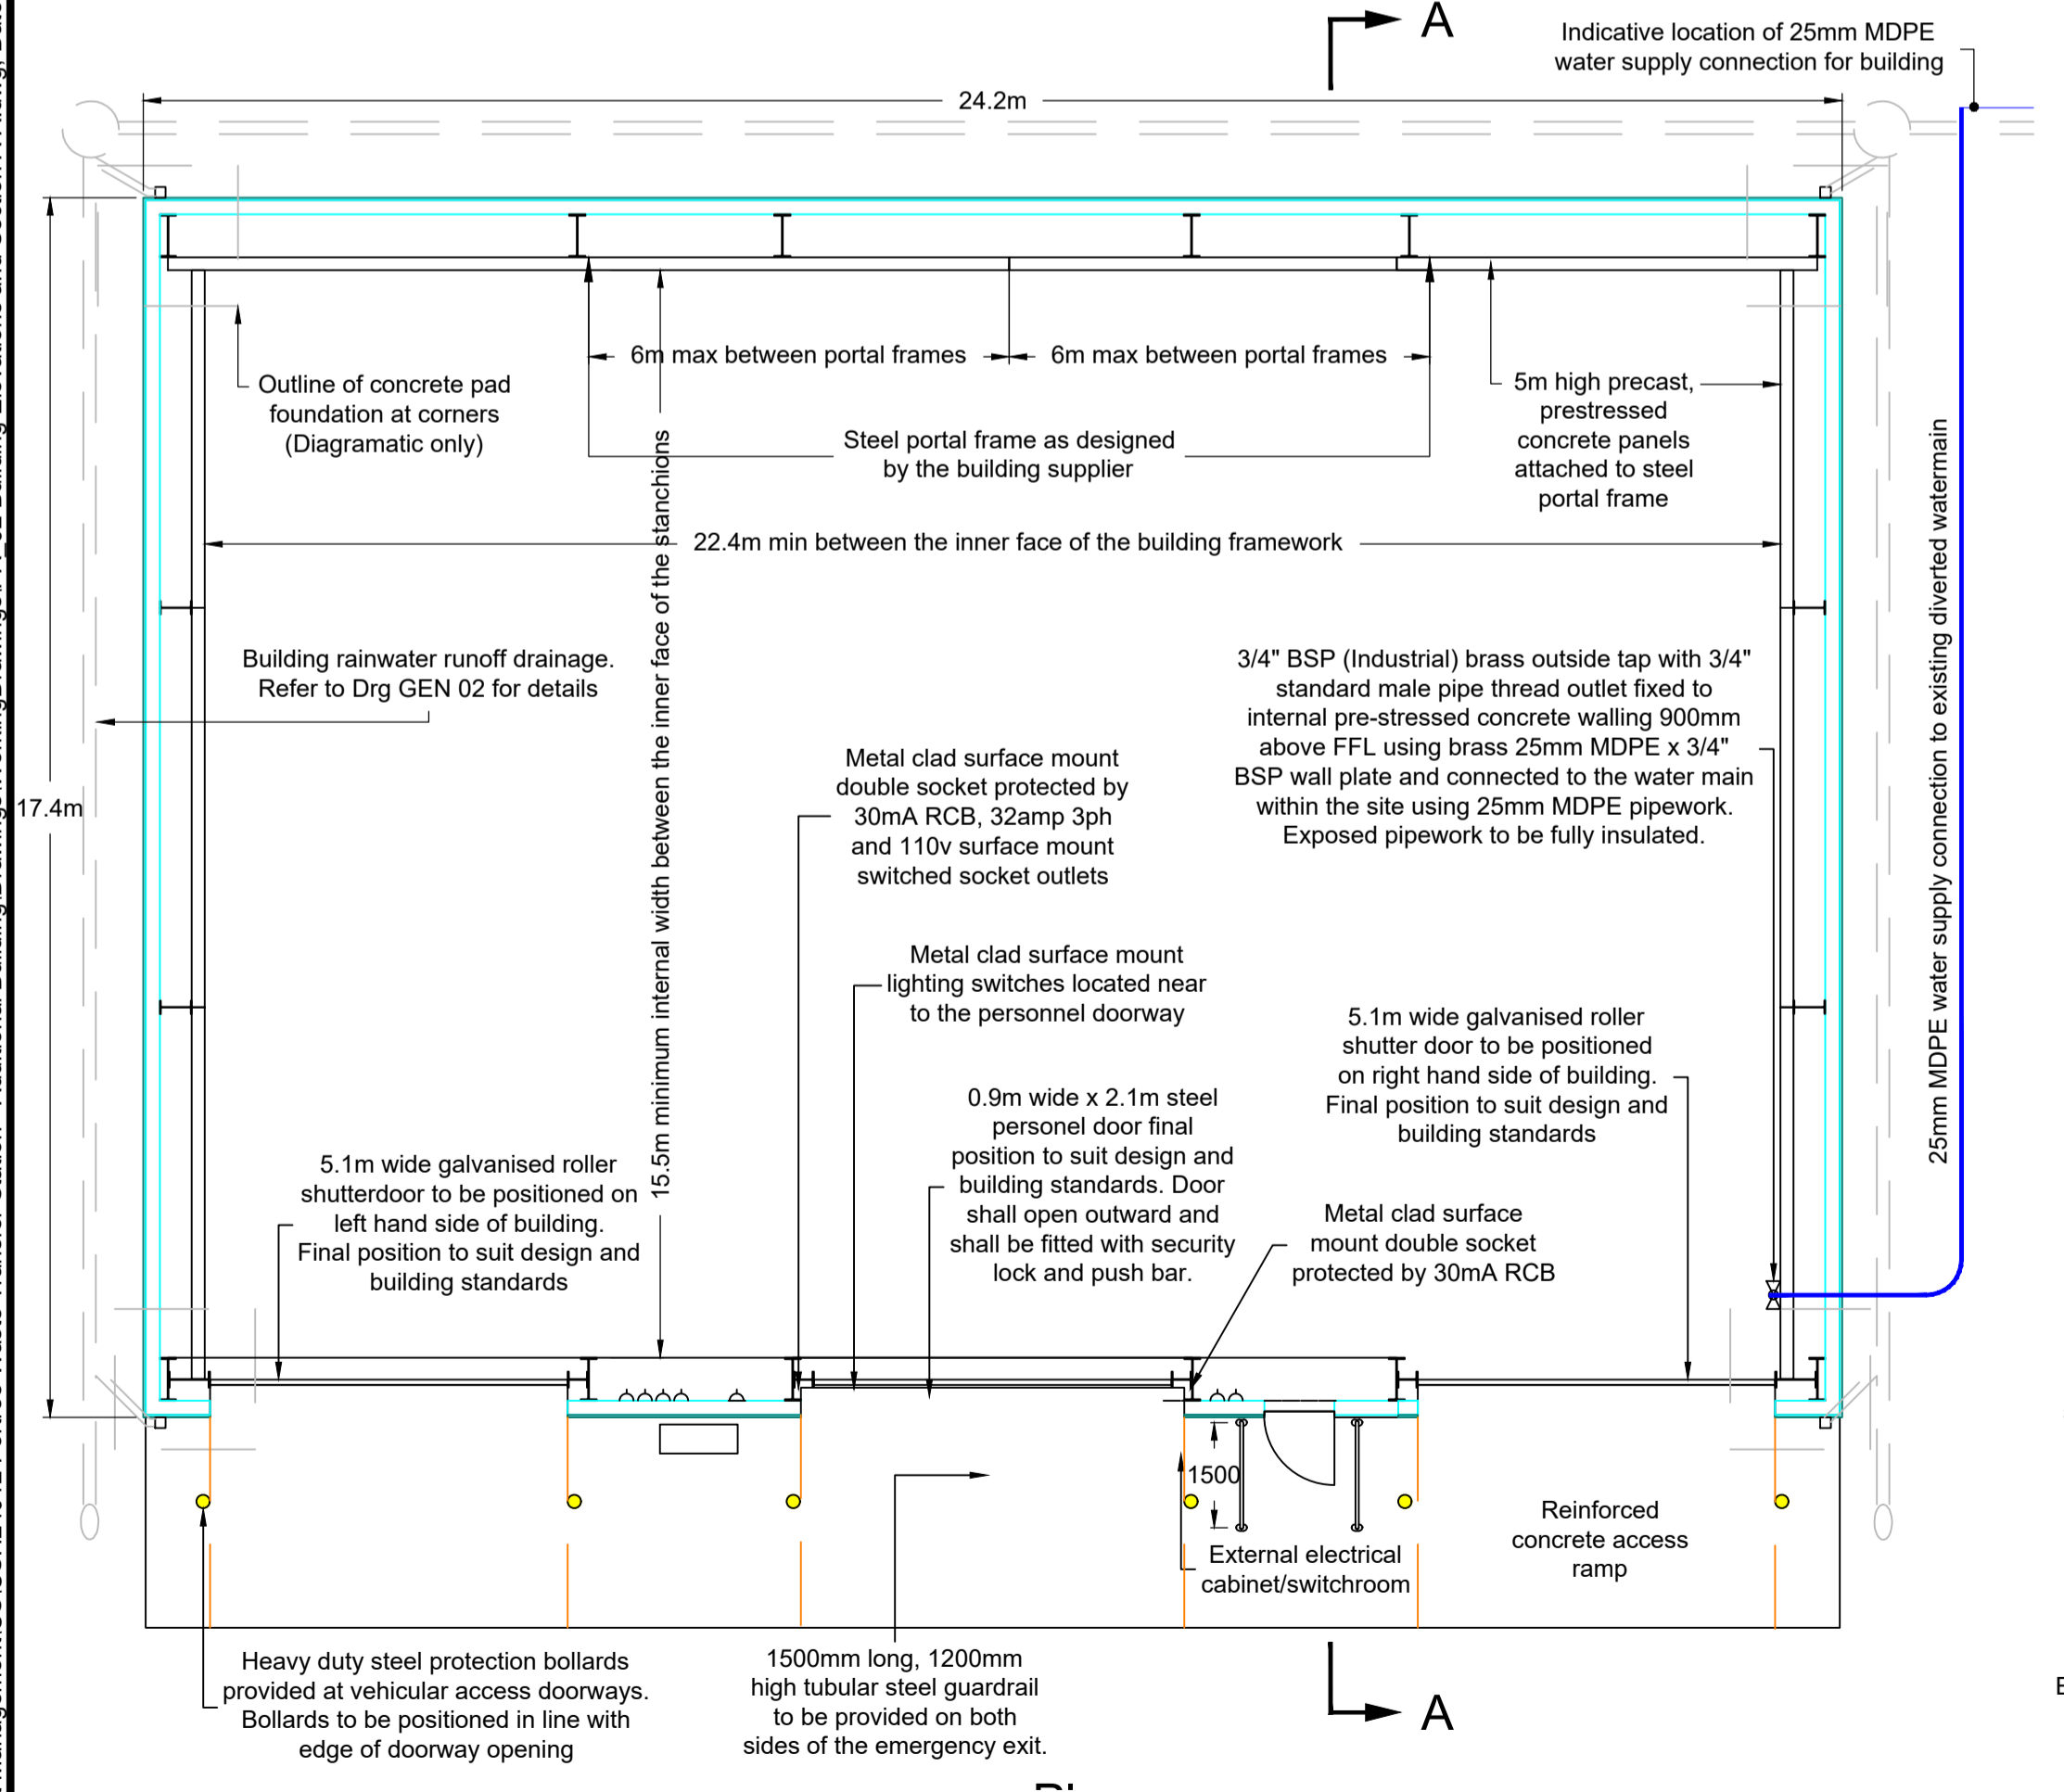 A
Indicative location of 25mm MDPE
water supply connection for building
24.2m
6m max between portal frames
6m max between portal frames
Outline of concrete pad
foundation at corners
(Diagramatic only)
5m high precast,
prestressed
concrete panels
attached to steel
portal frame
Steel portal frame as designed
by the building supplier
22.4m min between the inner face of the building framework
15.5m minimum internal width between the inner face of the stanchions
25mm MDPE water supply connection to existing diverted watermain
Building rainwater runoff drainage.
Refer to Drg GEN 02 for details
3/4" BSP (Industrial) brass outside tap with 3/4"
standard male pipe thread outlet fixed to
internal pre-stressed concrete walling 900mm
above FFL using brass 25mm MDPE x 3/4"
BSP wall plate and connected to the water main
within the site using 25mm MDPE pipework.
Exposed pipework to be fully insulated.
17.4m
Metal clad surface mount
double socket protected by
30mA RCB, 32amp 3ph
and 110v surface mount
switched socket outlets
Metal clad surface mount
lighting switches located near
to the personnel doorway
5.1m wide galvanised roller
shutter door to be positioned
on right hand side of building.
Final position to suit design and
building standards
0.9m wide x 2.1m steel
personel door final
position to suit design and
building standards. Door
shall open outward and
shall be fitted with security
lock and push bar.
5.1m wide galvanised roller
shutterdoor to be positioned on
left hand side of building.
Final position to suit design and
building standards
Metal clad surface
mount double socket
protected by 30mA RCB
1500
Reinforced
concrete access
ramp
External electrical
cabinet/switchroom
Heavy duty steel protection bollards
provided at vehicular access doorways.
Bollards to be positioned in line with
edge of doorway opening
1500mm long, 1200mm
high tubular steel guardrail
to be provided on both
sides of the emergency exit.
A